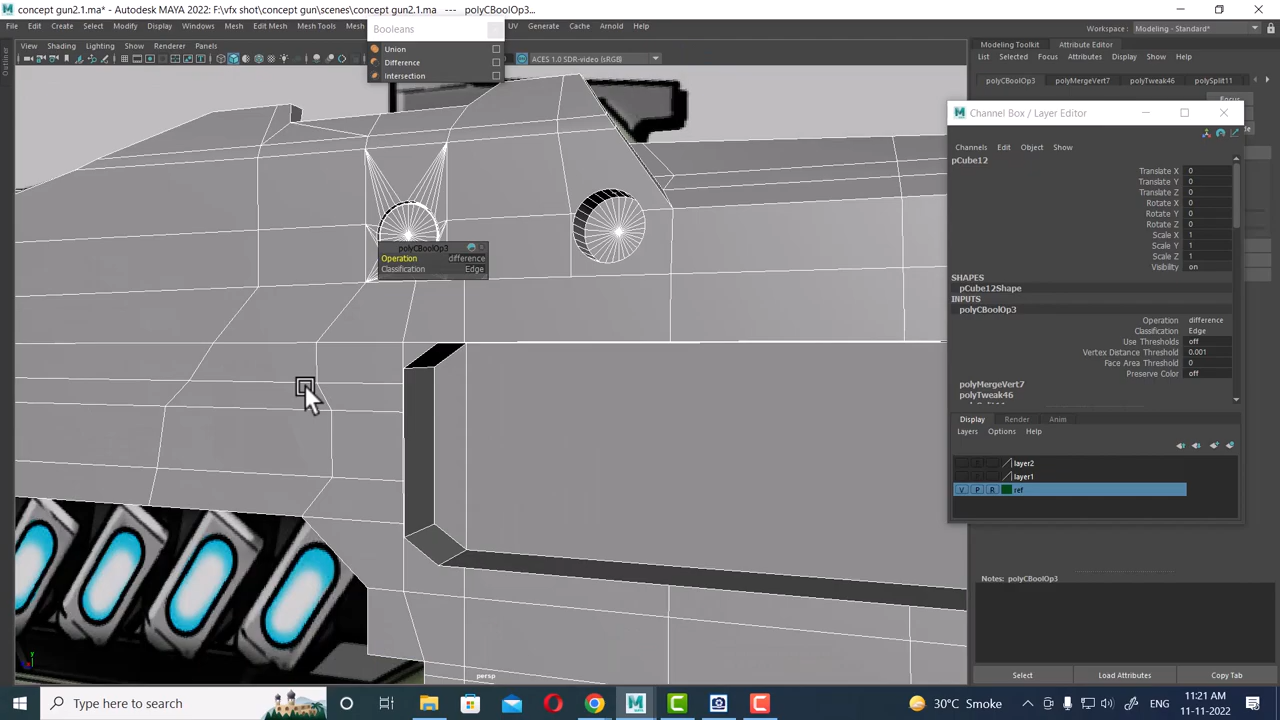 Applications: Autodesk MAYA 2022: F:\vfx shot\concept gun\scenes\concept gun2.1.ma* --- polyCBoolOp3...
File Edit Create Select Modify Display Windows Mesh Edit Mesh Mesh Tools
Booleans
UV Generate Cache Arnold Help
Workspace: Modeling - Standard*
Outliner
View Shading Lighting Show Renderer Panels
ACES 1.0 SDR-video (sRGB)
Union
Difference
Intersection
Modeling Toolkit Attribute Editor
List Selected Focus Attributes Display Show Help
polyCBoolOp3 polyMergeVert7 polyTweak46 polySplit11
Focus
Channel Box / Layer Editor
Channels Edit Object Show
pCube12
Translate X 0
Translate Y 0
Translate Z 0
Rotate X 0
Rotate Y 0
Rotate Z 0
Scale X 1
Scale Y 1
Scale Z 1
Visibility on
SHAPES
pCube12Shape
INPUTS
polyCBoolOp3
Operation difference
Classification Edge
Use Thresholds off
Vertex Distance Threshold 0.001
Face Area Threshold 0
Preserve Color off
polyMergeVert7
polyTweak46
Display Render Anim
Layers Options Help
layer2
layer1
V P R ref
polyCBoolOp3
Operation difference
Classification Edge
Notes: polyCBoolOp3
persp
Select Load Attributes Copy Tab
Type here to search
30°C Smoke
ENG
11:21 AM
11-11-2022